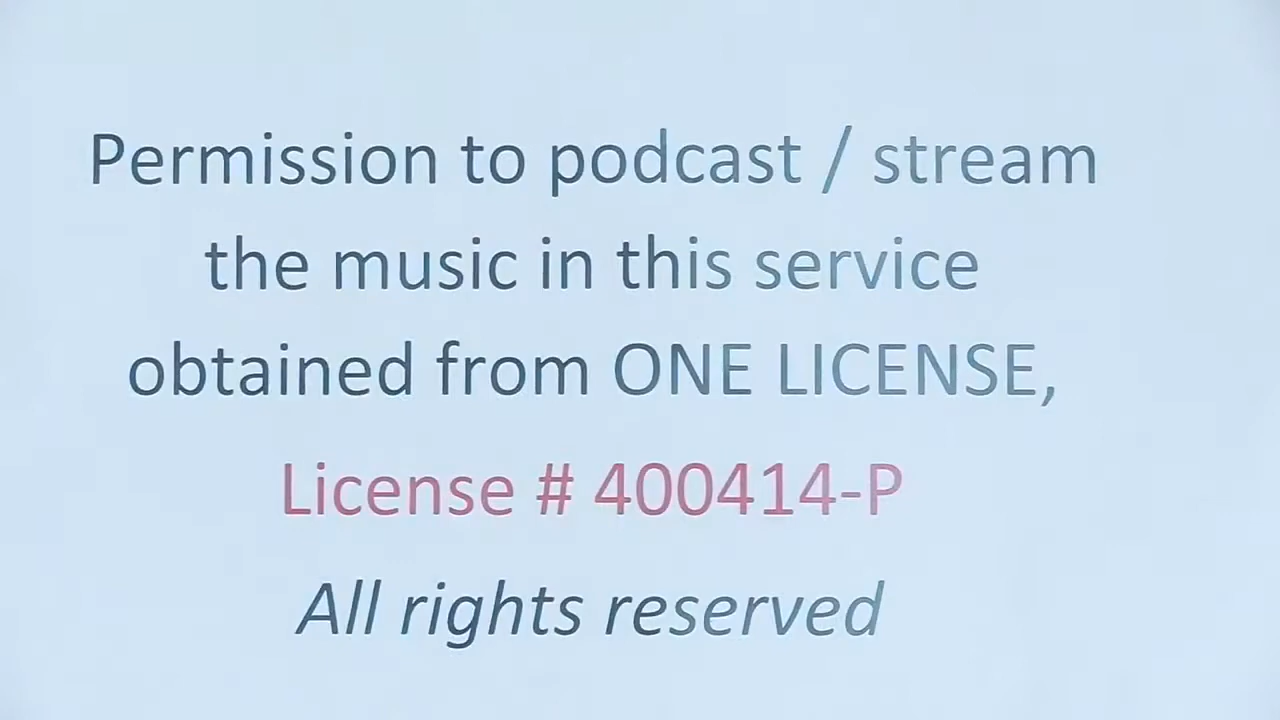 Permission to podcast / stream
the music in this service
obtained from ONE LICENSE,
License # 400414-P
All rights reserved